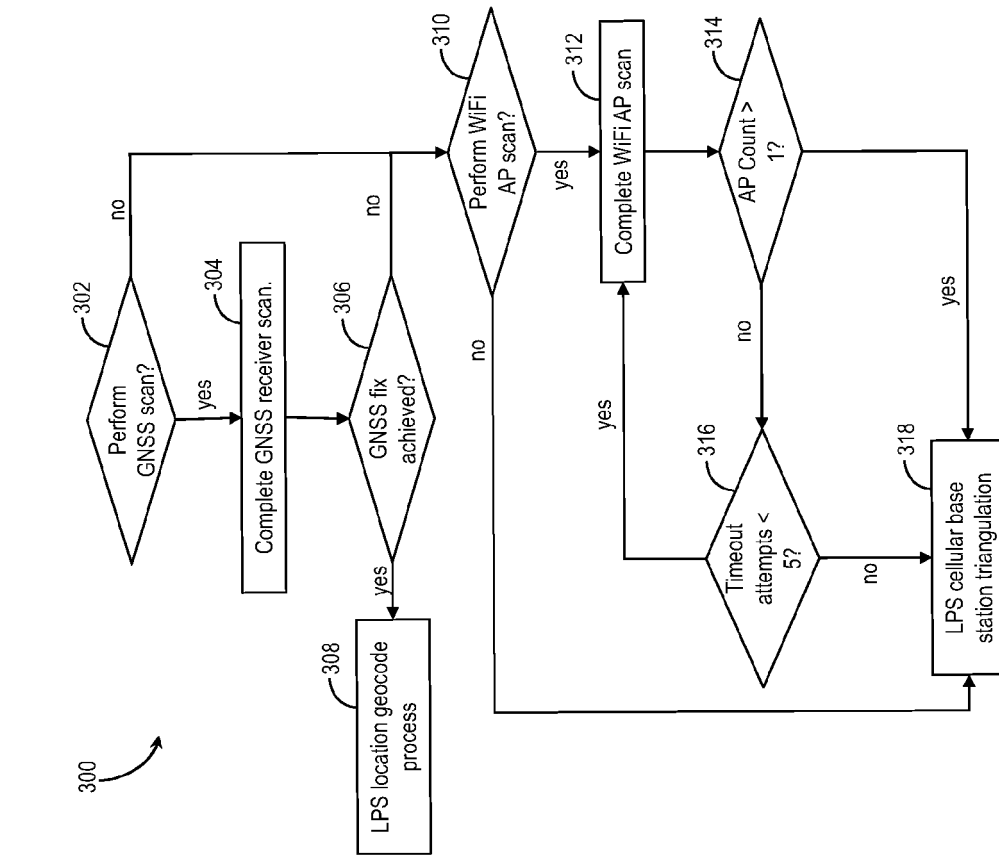 300
302
Perform
GNSS scan?
no
yes
304
Complete GNSS receiver scan.
306
GNSS fix
achieved?
no
yes
308
LPS location geocode
process
310
Perform WiFi
AP scan?
no
yes
312
Complete WiFi AP scan
314
AP Count >
1?
no
yes
316
Timeout
attempts <
5?
yes
no
318
LPS cellular base
station triangulation